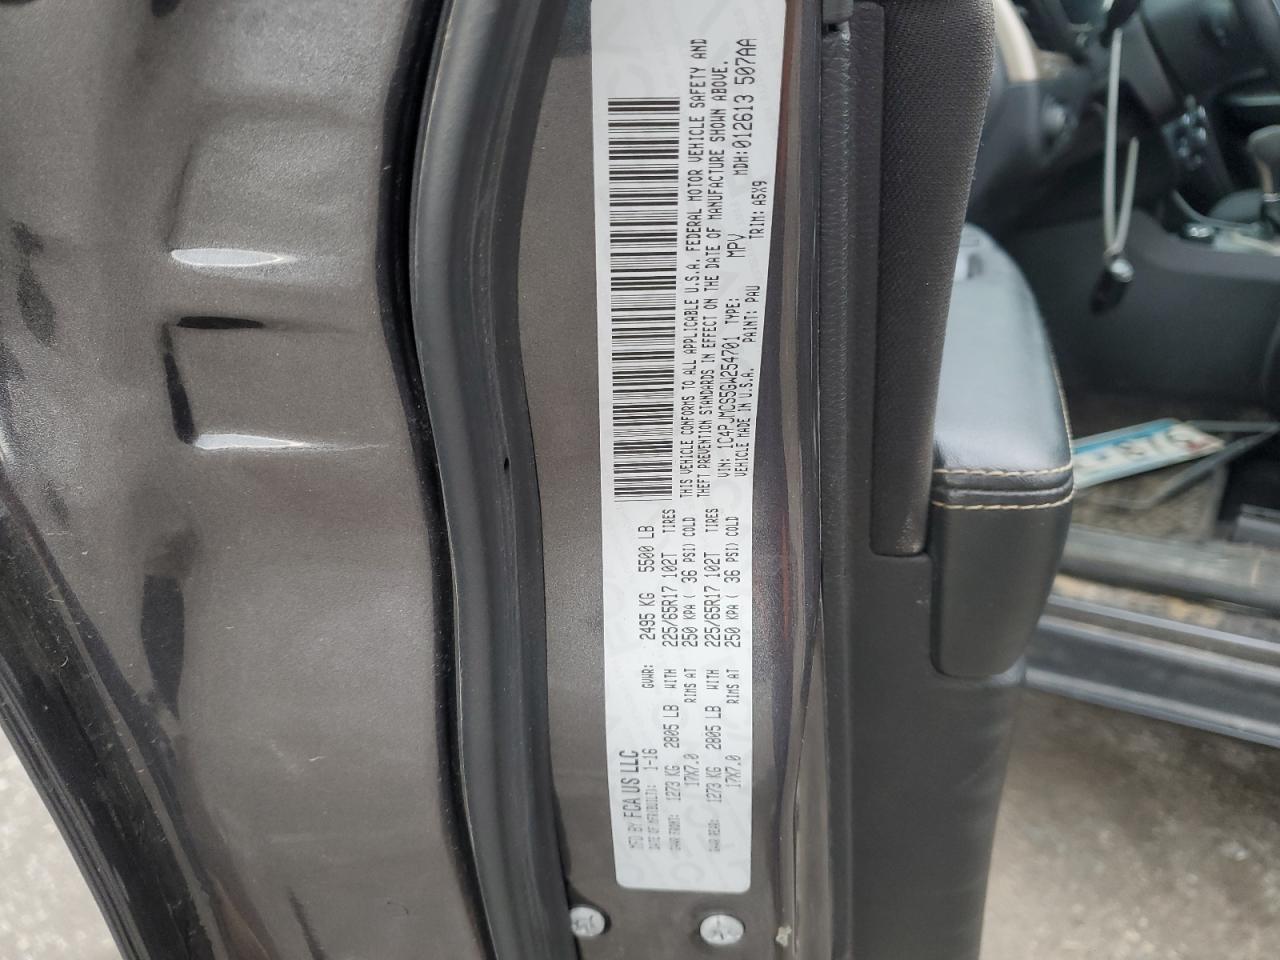 MFD BY FCA US LLC
DATE OF MFR(BUILT): 1-16 GVWR: 2495 KG 5500 LB
GAWR FRONT: 1273 KG 2805 LB WITH 225/65R17 102T TIRES
17X7.0 RIMS AT 250 KPA ( 36 PSI) COLD
GAWR REAR: 1273 KG 2805 LB WITH 225/65R17 102T TIRES
17X7.0 RIMS AT 250 KPA ( 36 PSI) COLD
THIS VEHICLE CONFORMS TO ALL APPLICABLE U.S.A. FEDERAL MOTOR VEHICLE SAFETY AND
THEFT PREVENTION STANDARDS IN EFFECT ON THE DATE OF MANUFACTURE SHOWN ABOVE.
VIN: 1C4PJMCS5GW254701 TYPE: MPV MDH:012613 507AA
VEHICLE MADE IN U.S.A. PAINT: PAU TRIM: A5X9